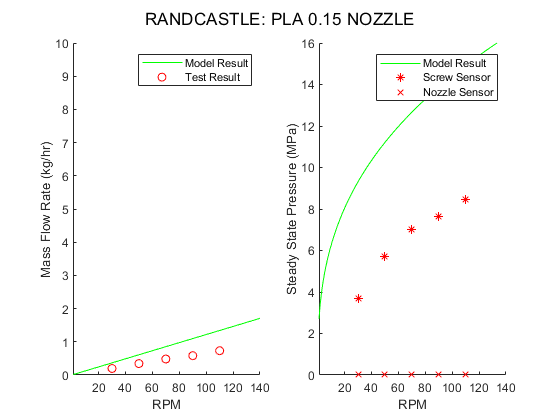 RANDCASTLE: PLA 0.15 NOZZLE
10
9
8
7
6
5
4
3
2
1
0
Mass Flow Rate (kg/hr)
Model Result
Test Result
20 40 60 80 100 120 140
RPM
16
14
12
10
8
6
4
2
0
Steady State Pressure (MPa)
Model Result
Screw Sensor
Nozzle Sensor
20 40 60 80 100 120 140
RPM